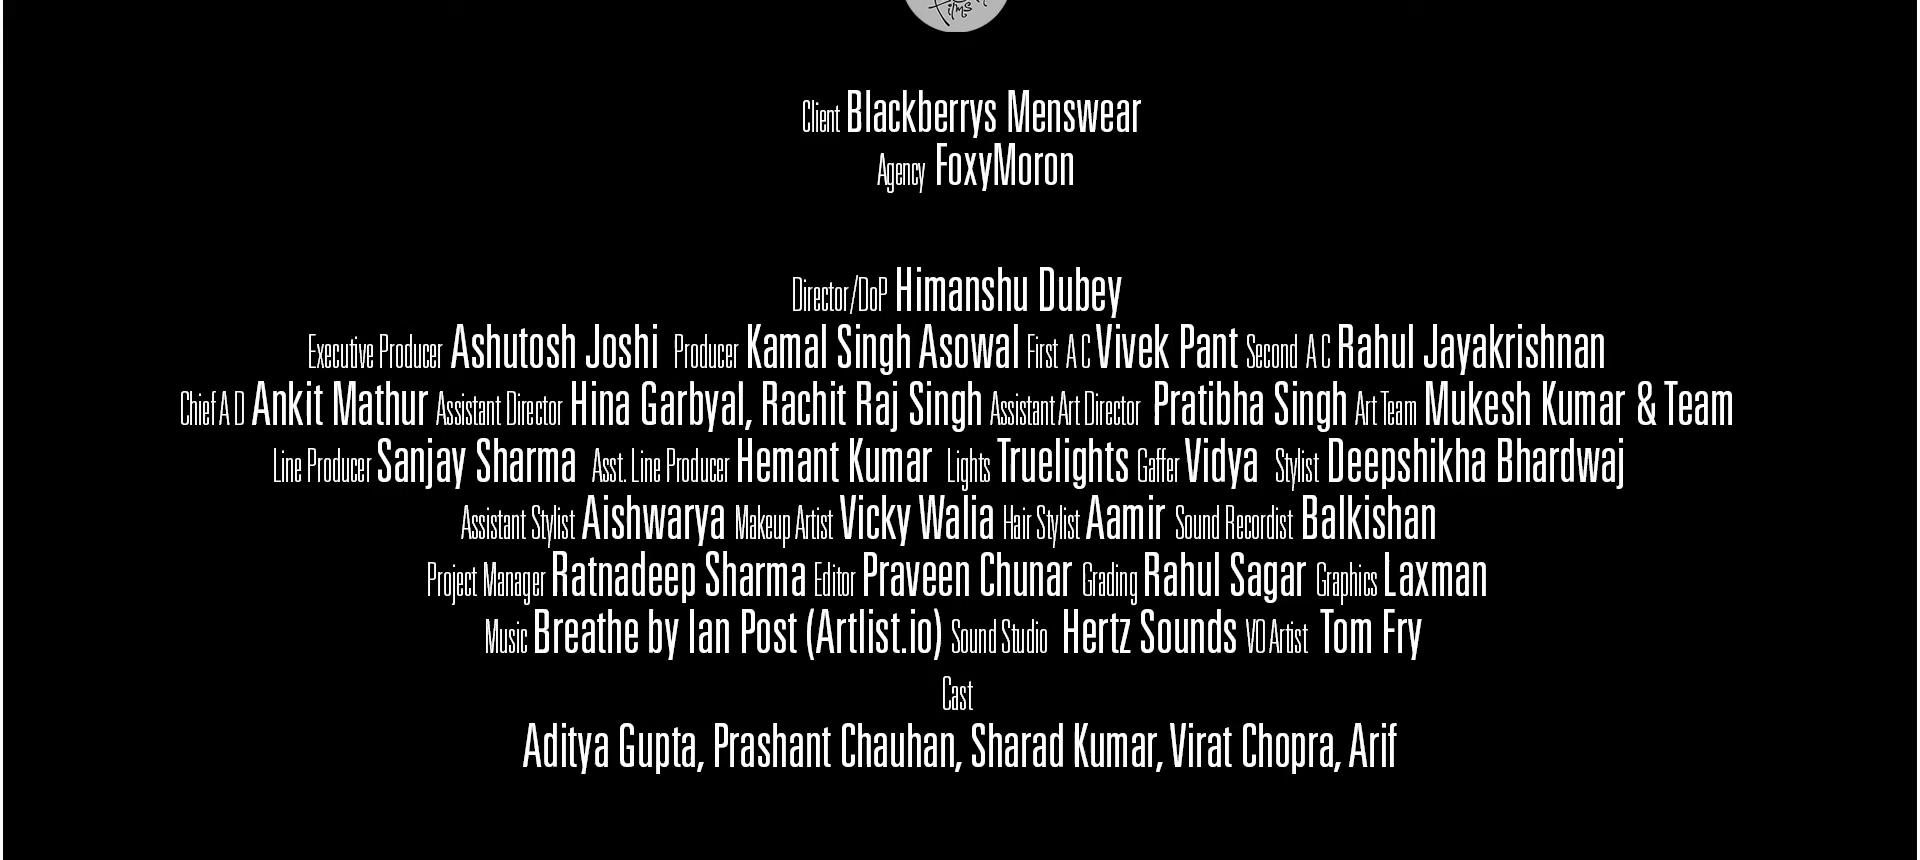 Films
Client Blackberrys Menswear
Agency FoxyMoron
Director/DoP Himanshu Dubey
Executive Producer Ashutosh Joshi Producer Kamal Singh Asowal First A C Vivek Pant Second A C Rahul Jayakrishnan
Chief A D Ankit Mathur Assistant Director Hina Garbyal, Rachit Raj Singh Assistant Art Director Pratibha Singh Art Team Mukesh Kumar & Team
Line Producer Sanjay Sharma Asst. Line Producer Hemant Kumar Lights Truelights Gaffer Vidya Stylist Deepshikha Bhardwaj
Assistant Stylist Aishwarya Makeup Artist Vicky Walia Hair Stylist Aamir Sound Recordist Balkishan
Project Manager Ratnadeep Sharma Editor Praveen Chunar Grading Rahul Sagar Graphics Laxman
Music Breathe by Ian Post (Artlist.io) Sound Studio Hertz Sounds VO Artist Tom Fry
Cast
Aditya Gupta, Prashant Chauhan, Sharad Kumar, Virat Chopra, Arif